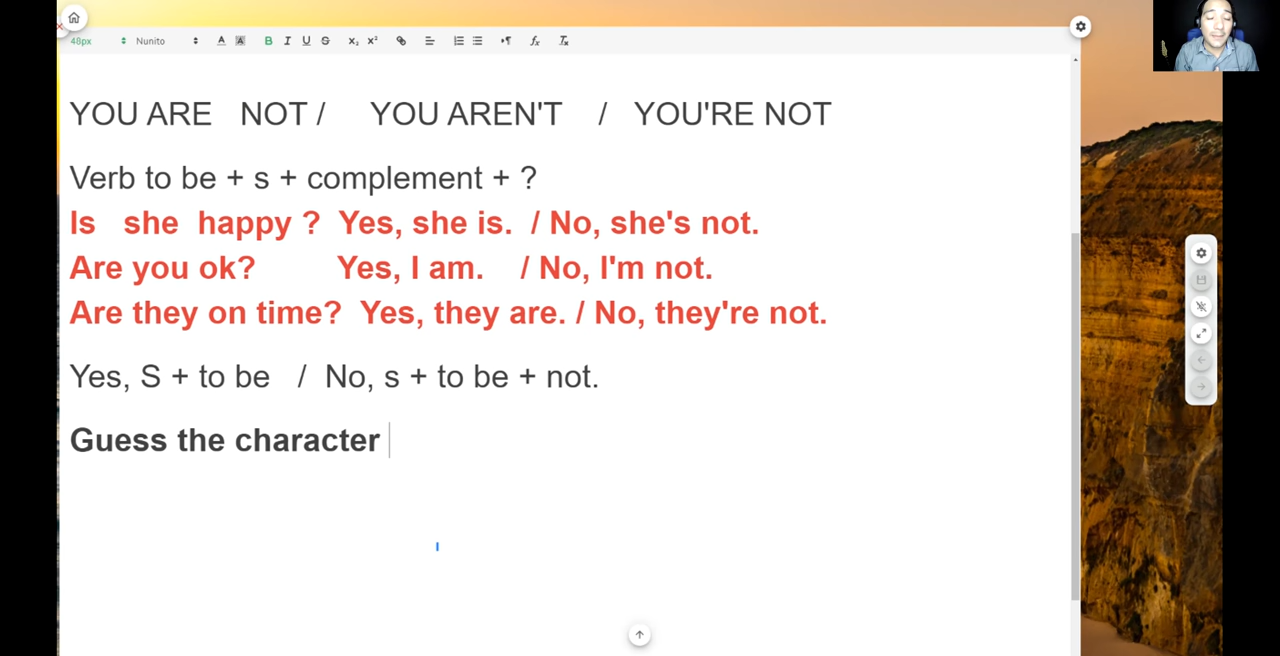 48px Nunito
YOU ARE NOT / YOU AREN'T / YOU'RE NOT
Verb to be + s + complement + ?
Is she happy ? Yes, she is. / No, she's not.
Are you ok? Yes, I am. / No, I'm not.
Are they on time? Yes, they are. / No, they're not.
Yes, S + to be / No, s + to be + not.
Guess the character